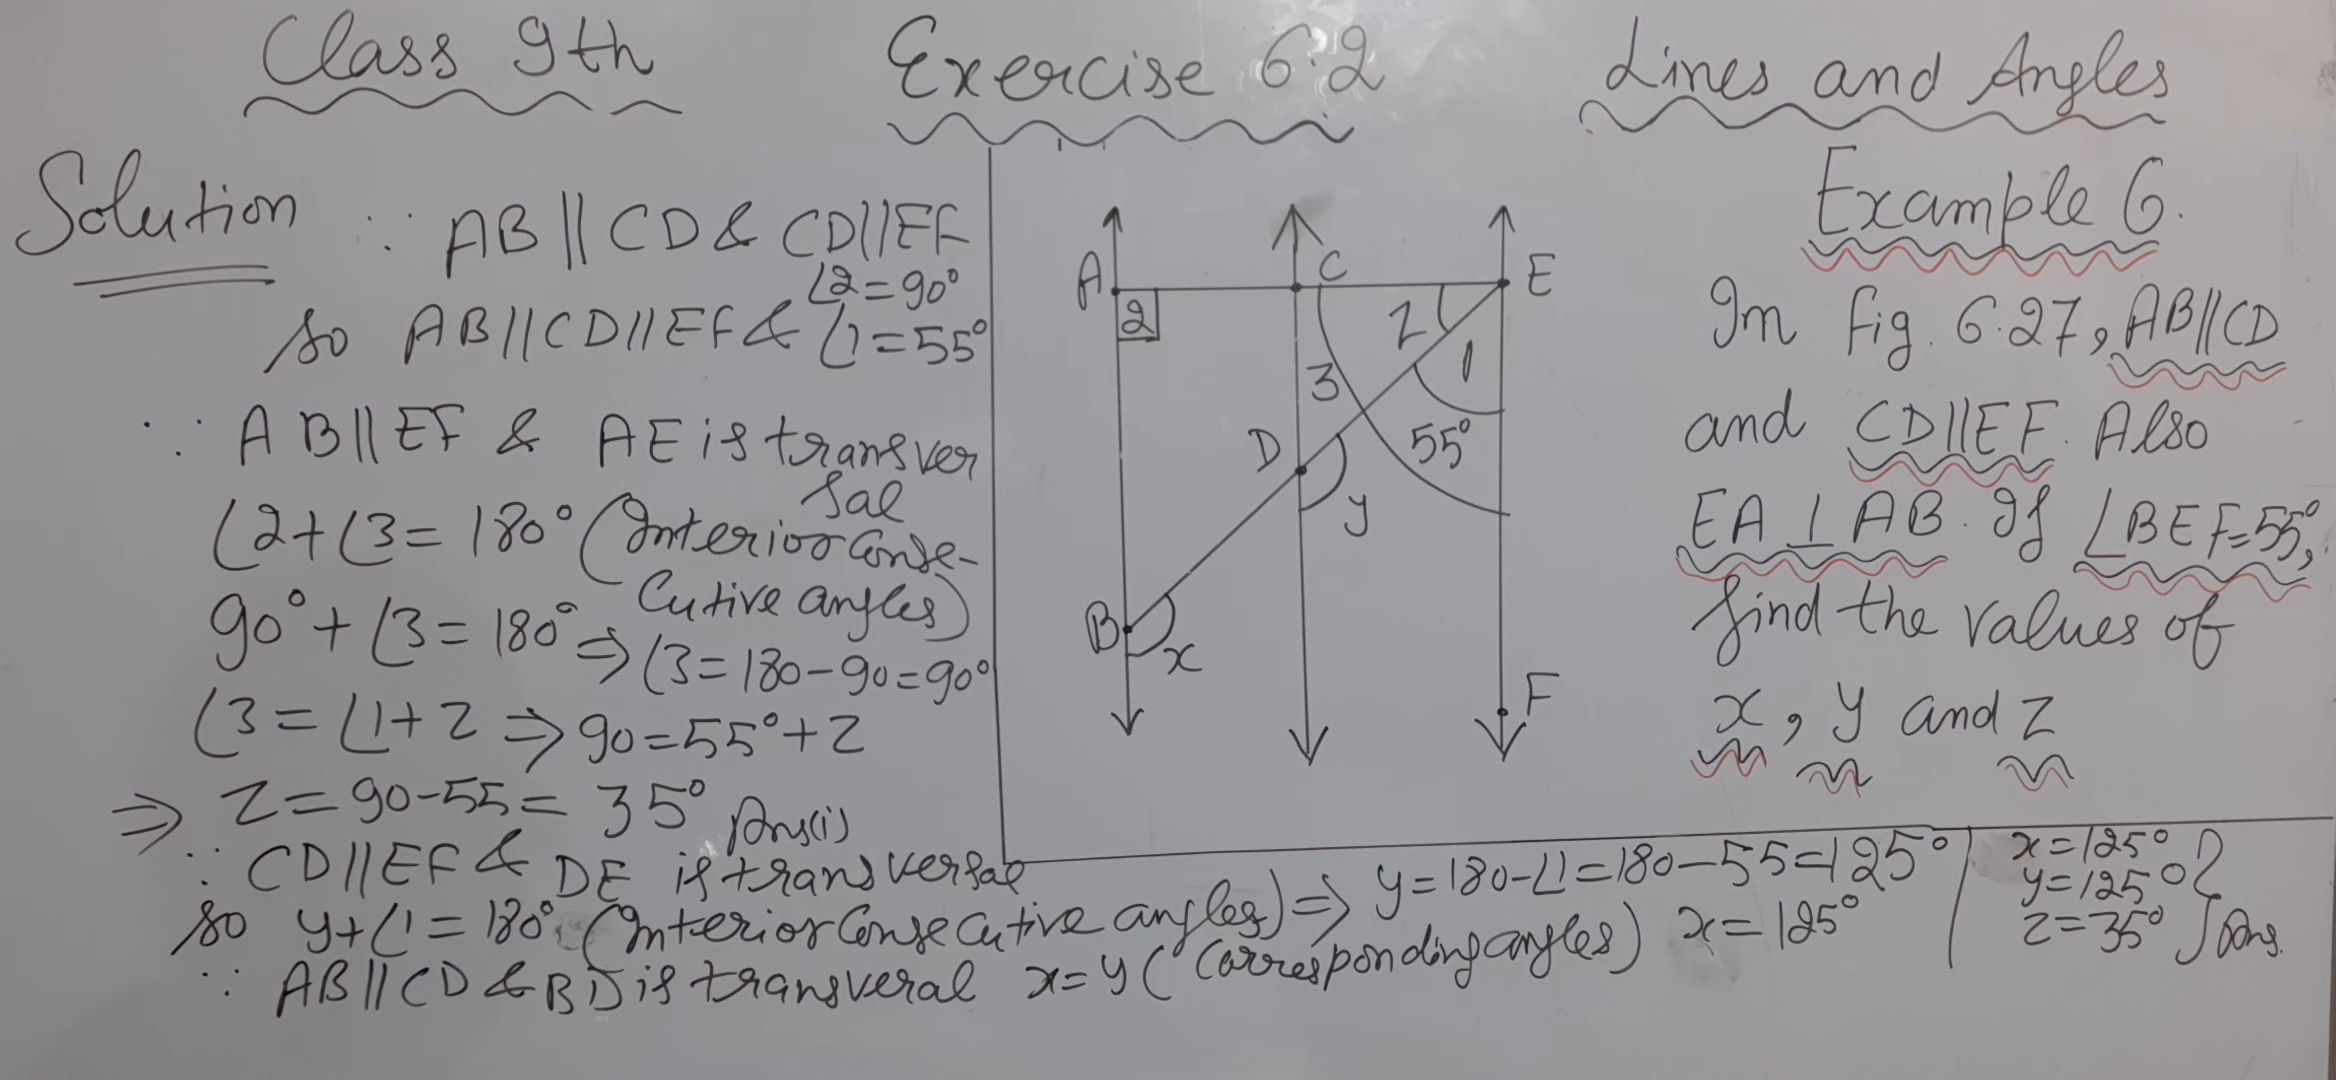 Class 9th Exercise 6.2 Lines and Angles
Solution ∵ AB || CD & CD||EF
∠2=90°
so AB||CD||EF & ∠1=55°
∵ AB||EF & AE is transver
sal
∠2+∠3= 180° (Interior Conse-
cutive angles)
90°+∠3=180° ⇒ ∠3=180-90=90°
∠3=∠1+Z ⇒ 90=55°+Z
⇒ Z=90-55= 35° Ans(i)
∵ CD||EF & DE is transversal
so y+∠1=180° (Interior Consecutive angles) ⇒ y=180-∠1=180-55=125°
∵ AB||CD & BD is transveral x=y (Corresponding angles) x=125°
x=125°
y=125°
z=35° } Ans.
A
C
E
2
Z
1
3
D
55°
y
B
x
F
Example 6.
In fig. 6.27, AB||CD
and CD||EF. Also
EA ⊥ AB. If ∠BEF=55°,
find the values of
x, y and z